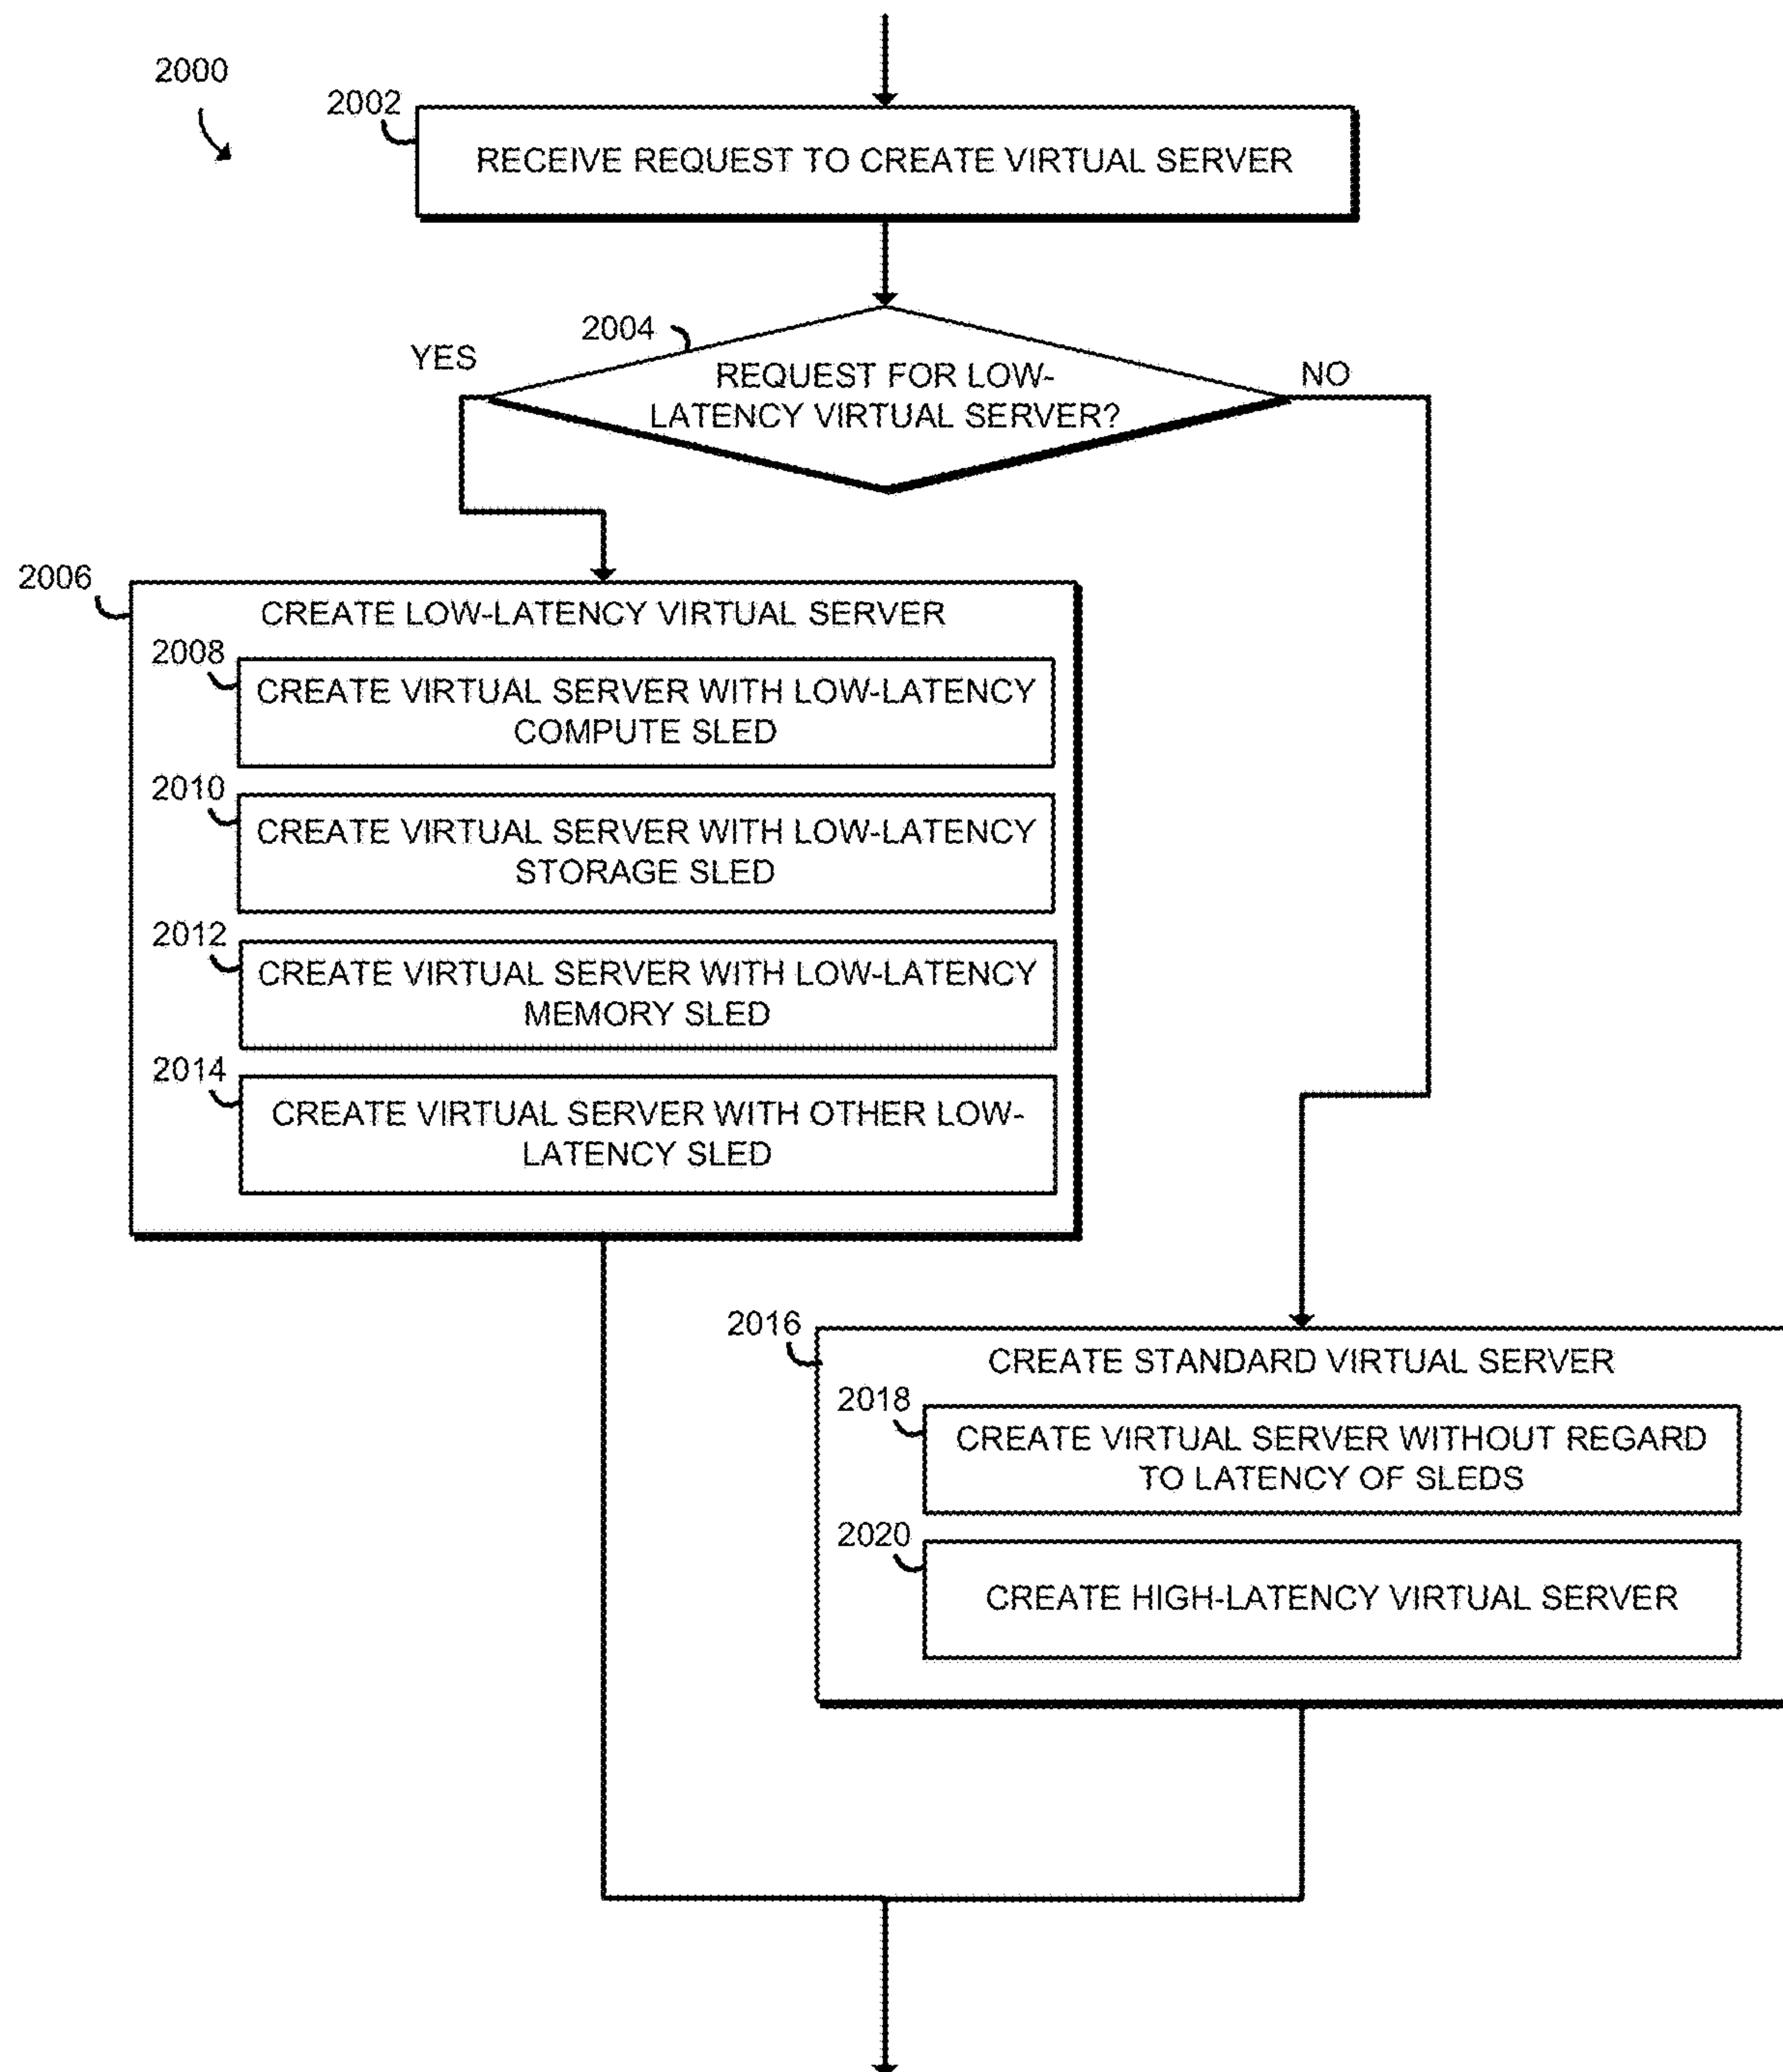 2000
2002
RECEIVE REQUEST TO CREATE VIRTUAL SERVER
2004
YES
REQUEST FOR LOW-
LATENCY VIRTUAL SERVER?
NO
2006
CREATE LOW-LATENCY VIRTUAL SERVER
2008
CREATE VIRTUAL SERVER WITH LOW-LATENCY
COMPUTE SLED
2010
CREATE VIRTUAL SERVER WITH LOW-LATENCY
STORAGE SLED
2012
CREATE VIRTUAL SERVER WITH LOW-LATENCY
MEMORY SLED
2014
CREATE VIRTUAL SERVER WITH OTHER LOW-
LATENCY SLED
2016
CREATE STANDARD VIRTUAL SERVER
2018
CREATE VIRTUAL SERVER WITHOUT REGARD
TO LATENCY OF SLEDS
2020
CREATE HIGH-LATENCY VIRTUAL SERVER